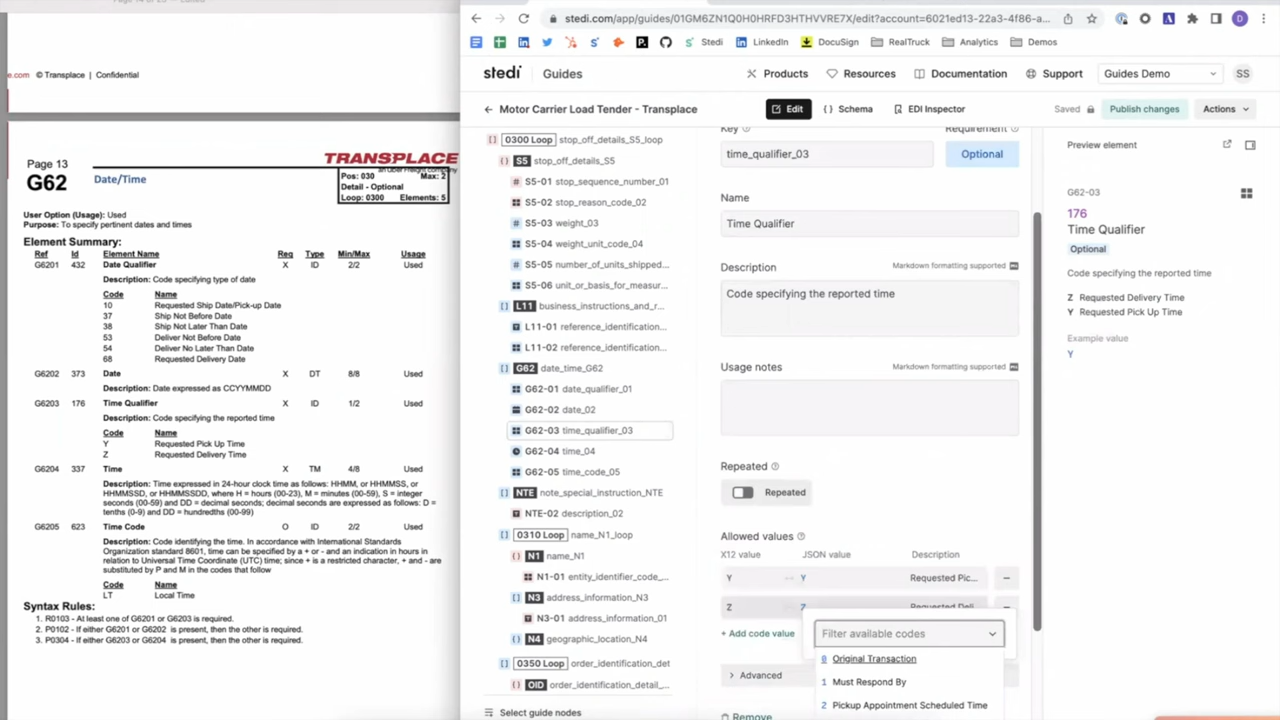 e.com © Transplace | Confidential
Page 13
TRANSPLACE
an Uber Freight company
G62
Date/Time
Pos: 030 Max: 2
Detail - Optional
Loop: 0300 Elements: 5
User Option (Usage): Used
Purpose: To specify pertinent dates and times
Element Summary:
Ref Id Element Name Req Type Min/Max Usage
G6201 432 Date Qualifier X ID 2/2 Used
Description: Code specifying type of date
Code Name
10 Requested Ship Date/Pick-up Date
37 Ship Not Before Date
38 Ship Not Later Than Date
53 Deliver Not Before Date
54 Deliver No Later Than Date
68 Requested Delivery Date
G6202 373 Date X DT 8/8 Used
Description: Date expressed as CCYYMMDD
G6203 176 Time Qualifier X ID 1/2 Used
Description: Code specifying the reported time
Code Name
Y Requested Pick Up Time
Z Requested Delivery Time
G6204 337 Time X TM 4/8 Used
Description: Time expressed in 24-hour clock time as follows: HHMM, or HHMMSS, or
HHMMSSD, or HHMMSSDD, where H = hours (00-23), M = minutes (00-59), S = integer
seconds (00-59) and DD = decimal seconds; decimal seconds are expressed as follows: D =
tenths (0-9) and DD = hundredths (00-99)
G6205 623 Time Code O ID 2/2 Used
Description: Code identifying the time. In accordance with International Standards
Organization standard 8601, time can be specified by a + or - and an indication in hours in
relation to Universal Time Coordinate (UTC) time; since + is a restricted character, + and - are
substituted by P and M in the codes that follow
Code Name
LT Local Time
Syntax Rules:
1. R0103 - At least one of G6201 or G6203 is required.
2. P0102 - If either G6201 or G6202 is present, then the other is required.
3. P0304 - If either G6203 or G6204 is present, then the other is required.
stedi.com/app/guides/01GM6ZN1Q0H0HRFD3HTHVVRE7X/edit?account=6021ed13-22a3-4f86-a...
Stedi LinkedIn DocuSign RealTruck Analytics Demos
stedi Guides Products Resources Documentation Support Guides Demo SS
Motor Carrier Load Tender - Transplace Edit Schema EDI Inspector Saved Publish changes Actions
0300 Loop stop_off_details_S5_loop
S5 stop_off_details_S5
S5-01 stop_sequence_number_01
S5-02 stop_reason_code_02
S5-03 weight_03
S5-04 weight_unit_code_04
S5-05 number_of_units_shipped...
S5-06 unit_or_basis_for_measur...
L11 business_instructions_and_r...
L11-01 reference_identification...
L11-02 reference_identification...
G62 date_time_G62
G62-01 date_qualifier_01
G62-02 date_02
G62-03 time_qualifier_03
G62-04 time_04
G62-05 time_code_05
NTE note_special_instruction_NTE
NTE-02 description_02
0310 Loop name_N1_loop
N1 name_N1
N1-01 entity_identifier_code_...
N3 address_information_N3
N3-01 address_information_01
N4 geographic_location_N4
0350 Loop order_identification_det
OID order_identification_detail_...
Select guide nodes
Key Requirement
time_qualifier_03 Optional
Name
Time Qualifier
Description Markdown formatting supported
Code specifying the reported time
Usage notes Markdown formatting supported
Repeated
Repeated
Allowed values
X12 value JSON value Description
Y Y Requested Pic...
Z Z Requested Deli...
+ Add code value
Filter available codes
0 Original Transaction
1 Must Respond By
2 Pickup Appointment Scheduled Time
Advanced
Remove
Preview element
G62-03
176
Time Qualifier
Optional
Code specifying the reported time
Z Requested Delivery Time
Y Requested Pick Up Time
Example value
Y